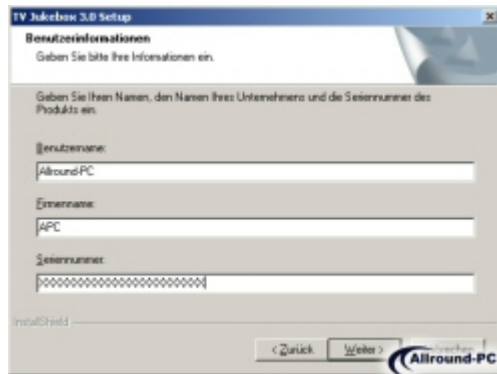 TV Jukebox 3.0 Setup
Benutzerinformationen
Geben Sie bitte Ihre Informationen ein.
Geben Sie Ihren Namen, den Namen Ihres Unternehmens und die Seriennummer des
Produkts ein.
Benutzername:
Allround-PC
Firmenname:
APC
Seriennummer:
InstallShield
< Zurück
Weiter >
Allround-PC